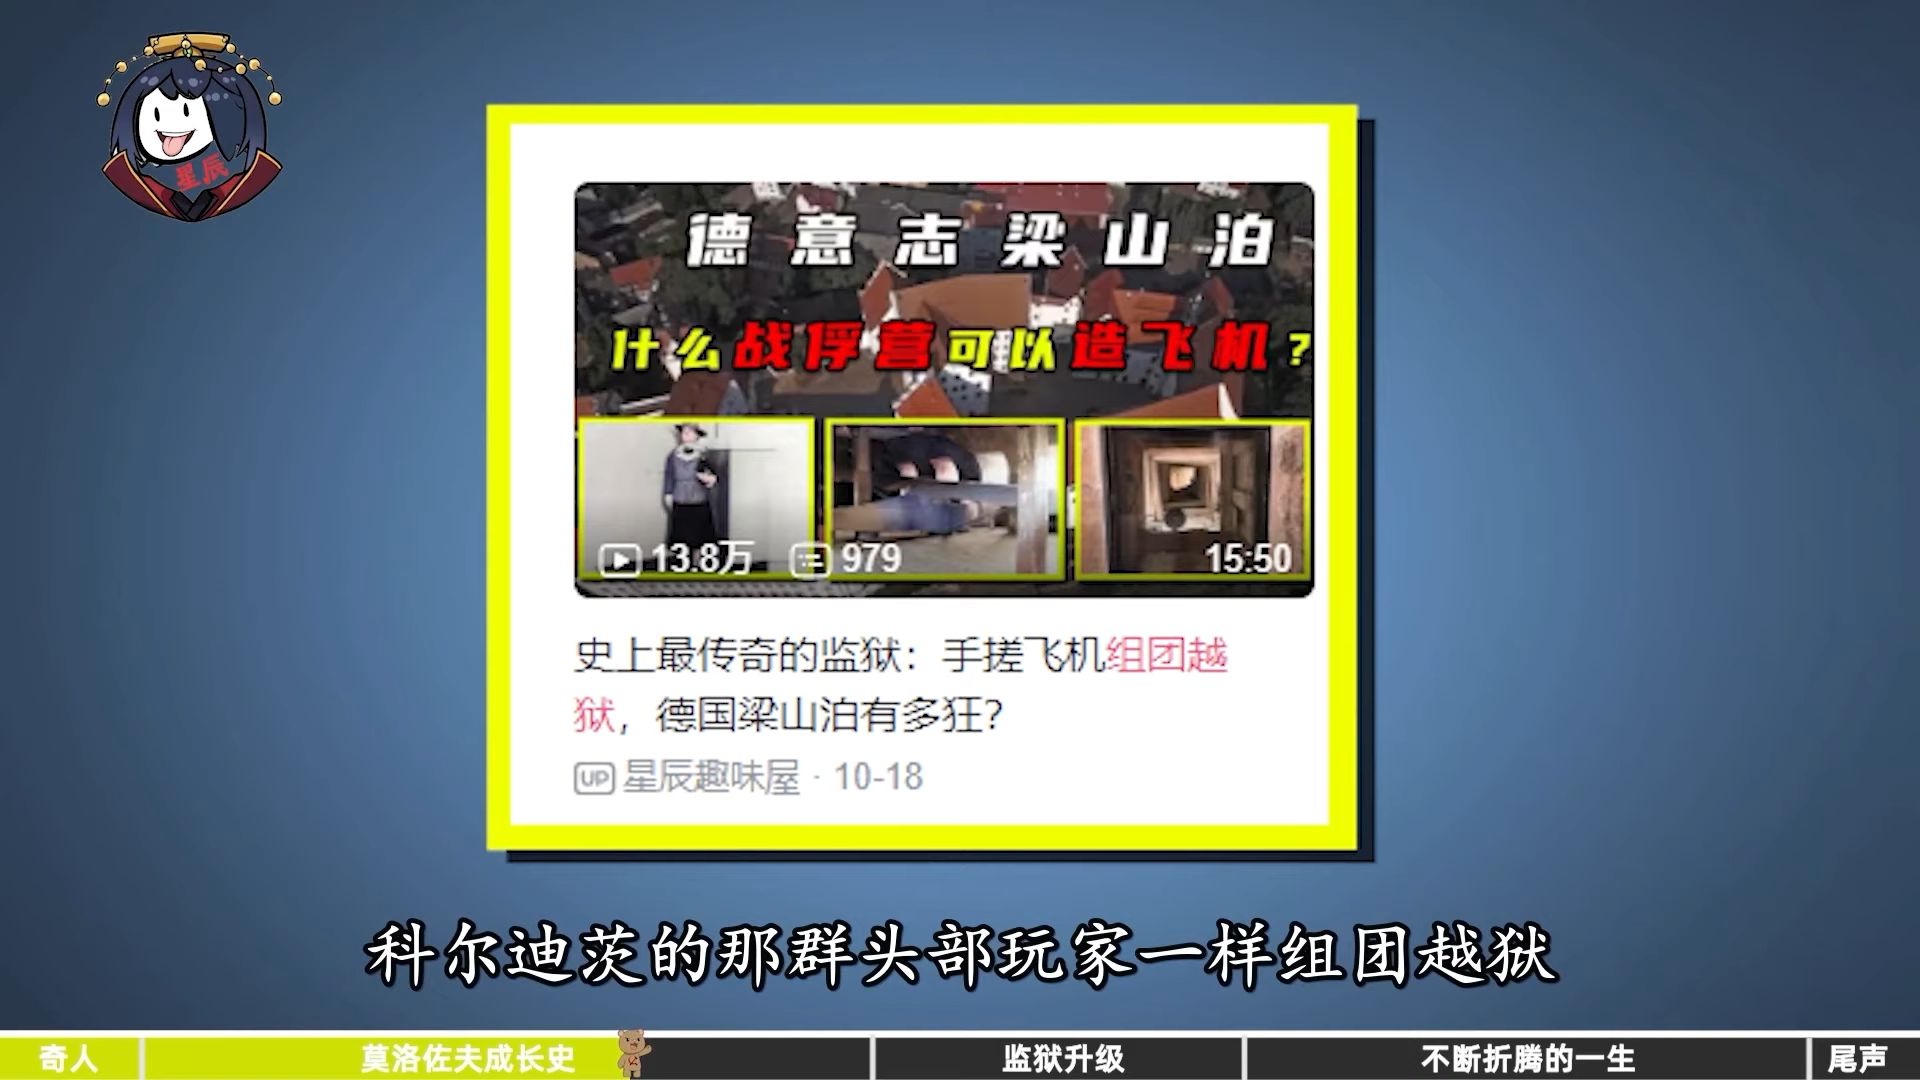 星辰
德意志梁山泊
什么战俘营可以造飞机?
13.8万 979 15:50
史上最传奇的监狱：手搓飞机组团越
狱，德国梁山泊有多狂?
UP 星辰趣味屋 · 10-18
科尔迪茨的那群头部玩家一样组团越狱
奇人 莫洛佐夫成长史 监狱升级 不断折腾的一生 尾声